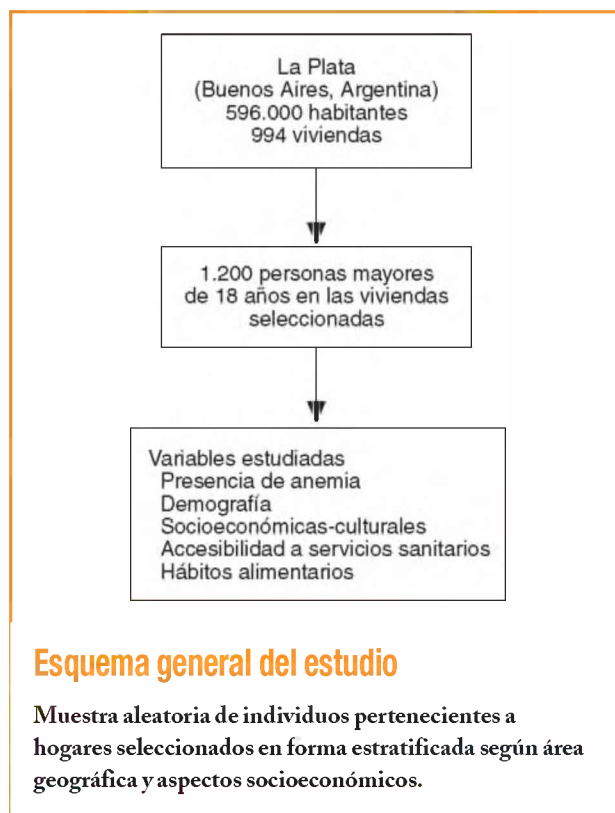 La Plata
(Buenos Aires, Argentina)
596.000 habitantes
994 viviendas
1.200 personas mayores
de 18 años en las viviendas
seleccionadas
Variables estudiadas
Presencia de anemia
Demografía
Socioeconómicas-culturales
Accesibilidad a servicios sanitarios
Hábitos alimentarios
Esquema general del estudio
Muestra aleatoria de individuos pertenecientes a
hogares seleccionados en forma estratificada según área
geográfica y aspectos socioeconómicos.